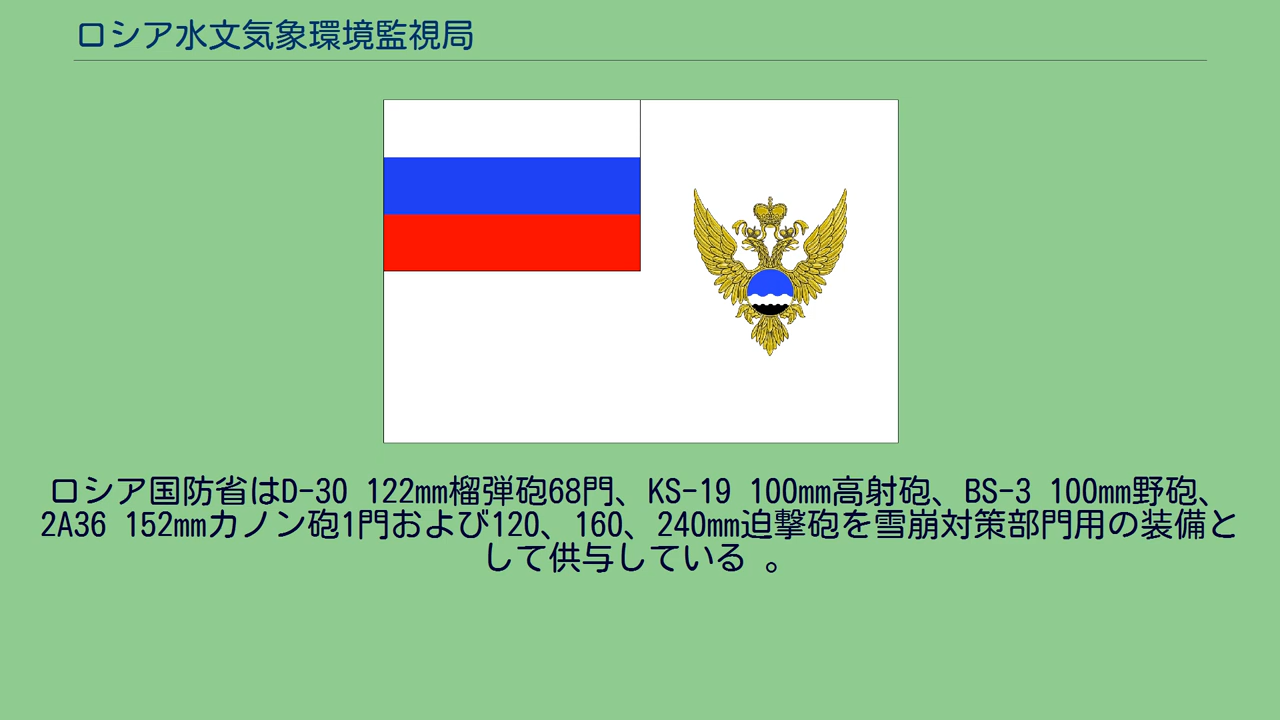 ロシア水文気象環境監視局
ロシア国防省はD-30 122mm榴弾砲68門、KS-19 100mm高射砲、BS-3 100mm野砲、
2A36 152mmカノン砲1門および120、160、240mm迫撃砲を雪崩対策部門用の装備と
して供与している 。